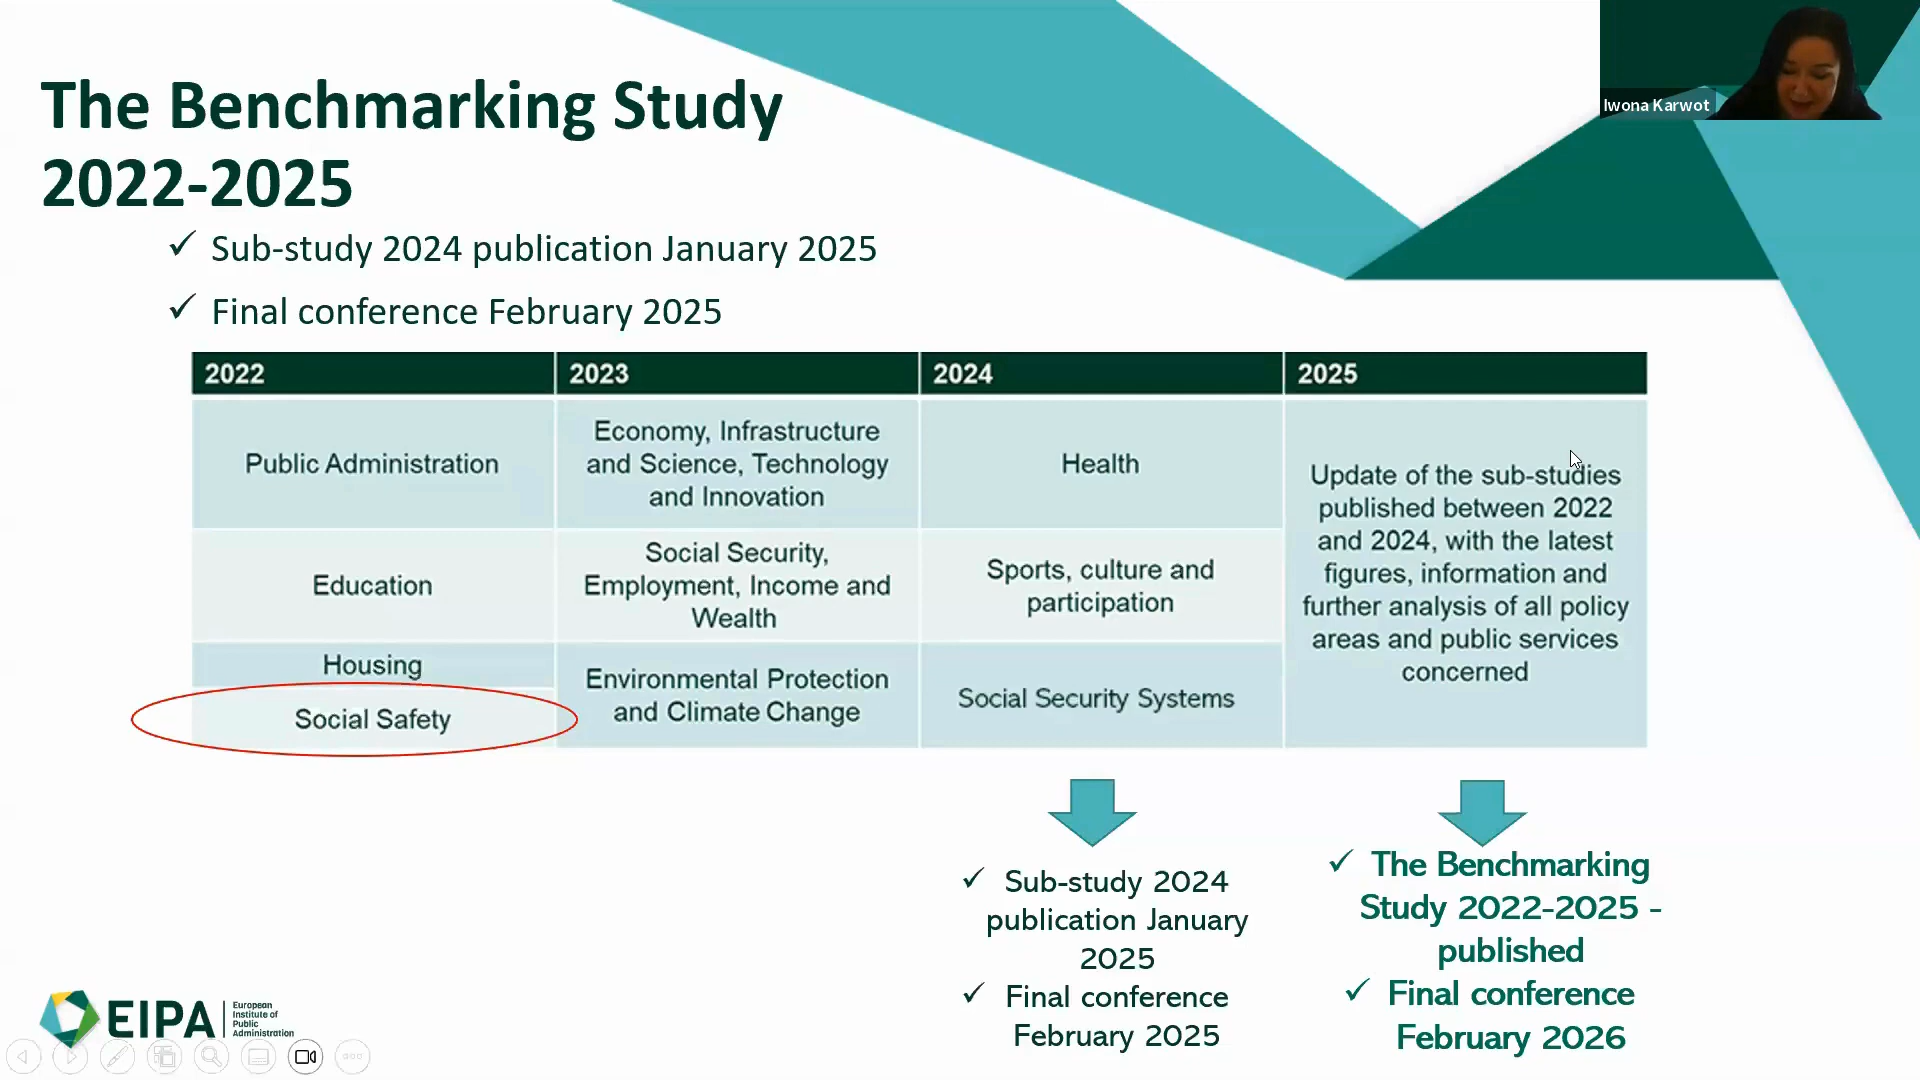 Iwona Karwot
The Benchmarking Study
2022-2025
✓ Sub-study 2024 publication January 2025
✓ Final conference February 2025
2022
2023
2024
2025
Public Administration
Economy, Infrastructure
and Science, Technology
and Innovation
Health
Update of the sub-studies
published between 2022
and 2024, with the latest
figures, information and
further analysis of all policy
areas and public services
concerned
Education
Social Security,
Employment, Income and
Wealth
Sports, culture and
participation
Housing
Social Safety
Environmental Protection
and Climate Change
Social Security Systems
✓ Sub-study 2024
publication January
2025
✓ Final conference
February 2025
✓ The Benchmarking
Study 2022-2025 -
published
✓ Final conference
February 2026
EIPA
European
Institute of
Public
Administration